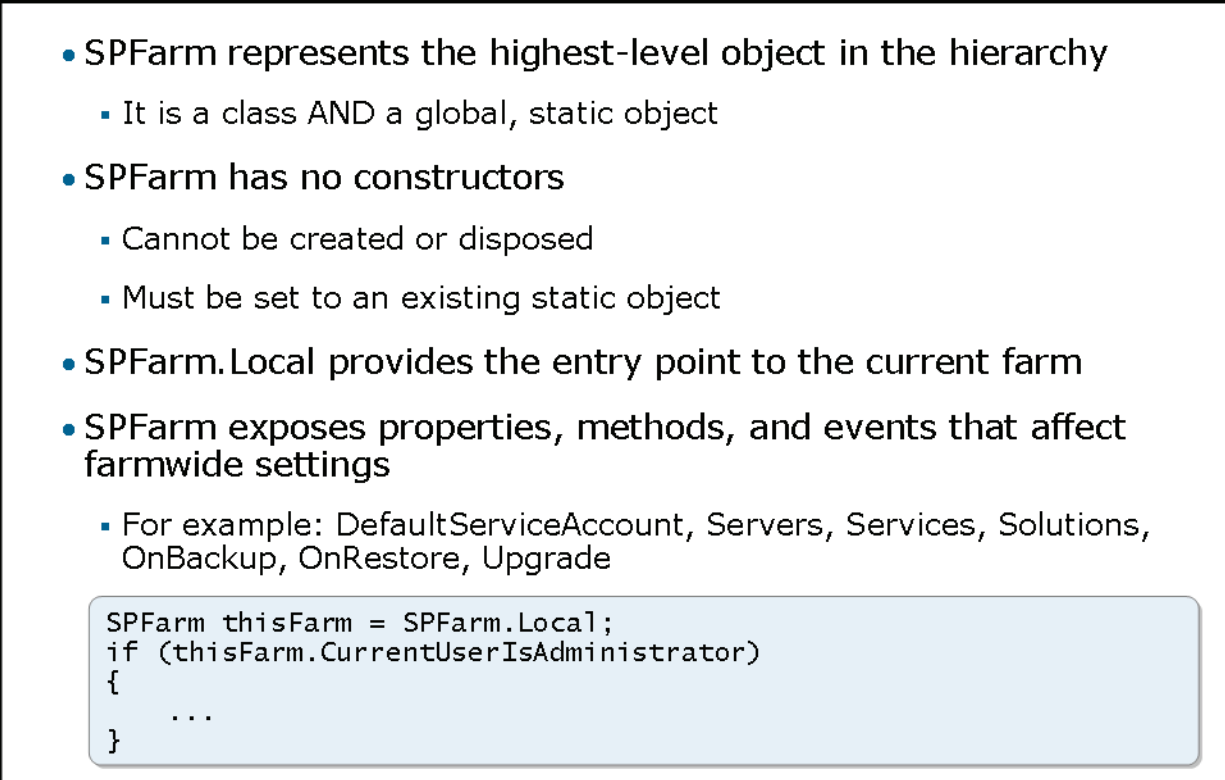 • SPFarm represents the highest-level object in the hierarchy
▪ It is a class AND a global, static object
• SPFarm has no constructors
▪ Cannot be created or disposed
▪ Must be set to an existing static object
• SPFarm.Local provides the entry point to the current farm
• SPFarm exposes properties, methods, and events that affect
farmwide settings
▪ For example: DefaultServiceAccount, Servers, Services, Solutions,
OnBackup, OnRestore, Upgrade
SPFarm thisFarm = SPFarm.Local;
if (thisFarm.CurrentUserIsAdministrator)
{
    ...
}